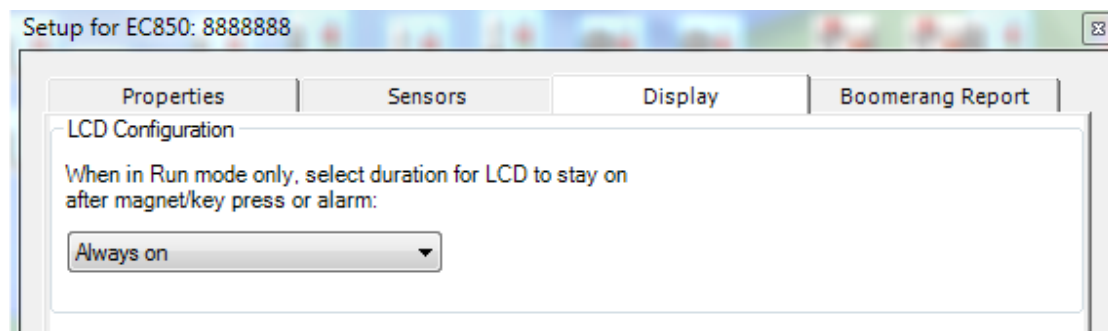 Setup for EC850: 8888888
Properties Sensors Display Boomerang Report
LCD Configuration
When in Run mode only, select duration for LCD to stay on
after magnet/key press or alarm:
Always on